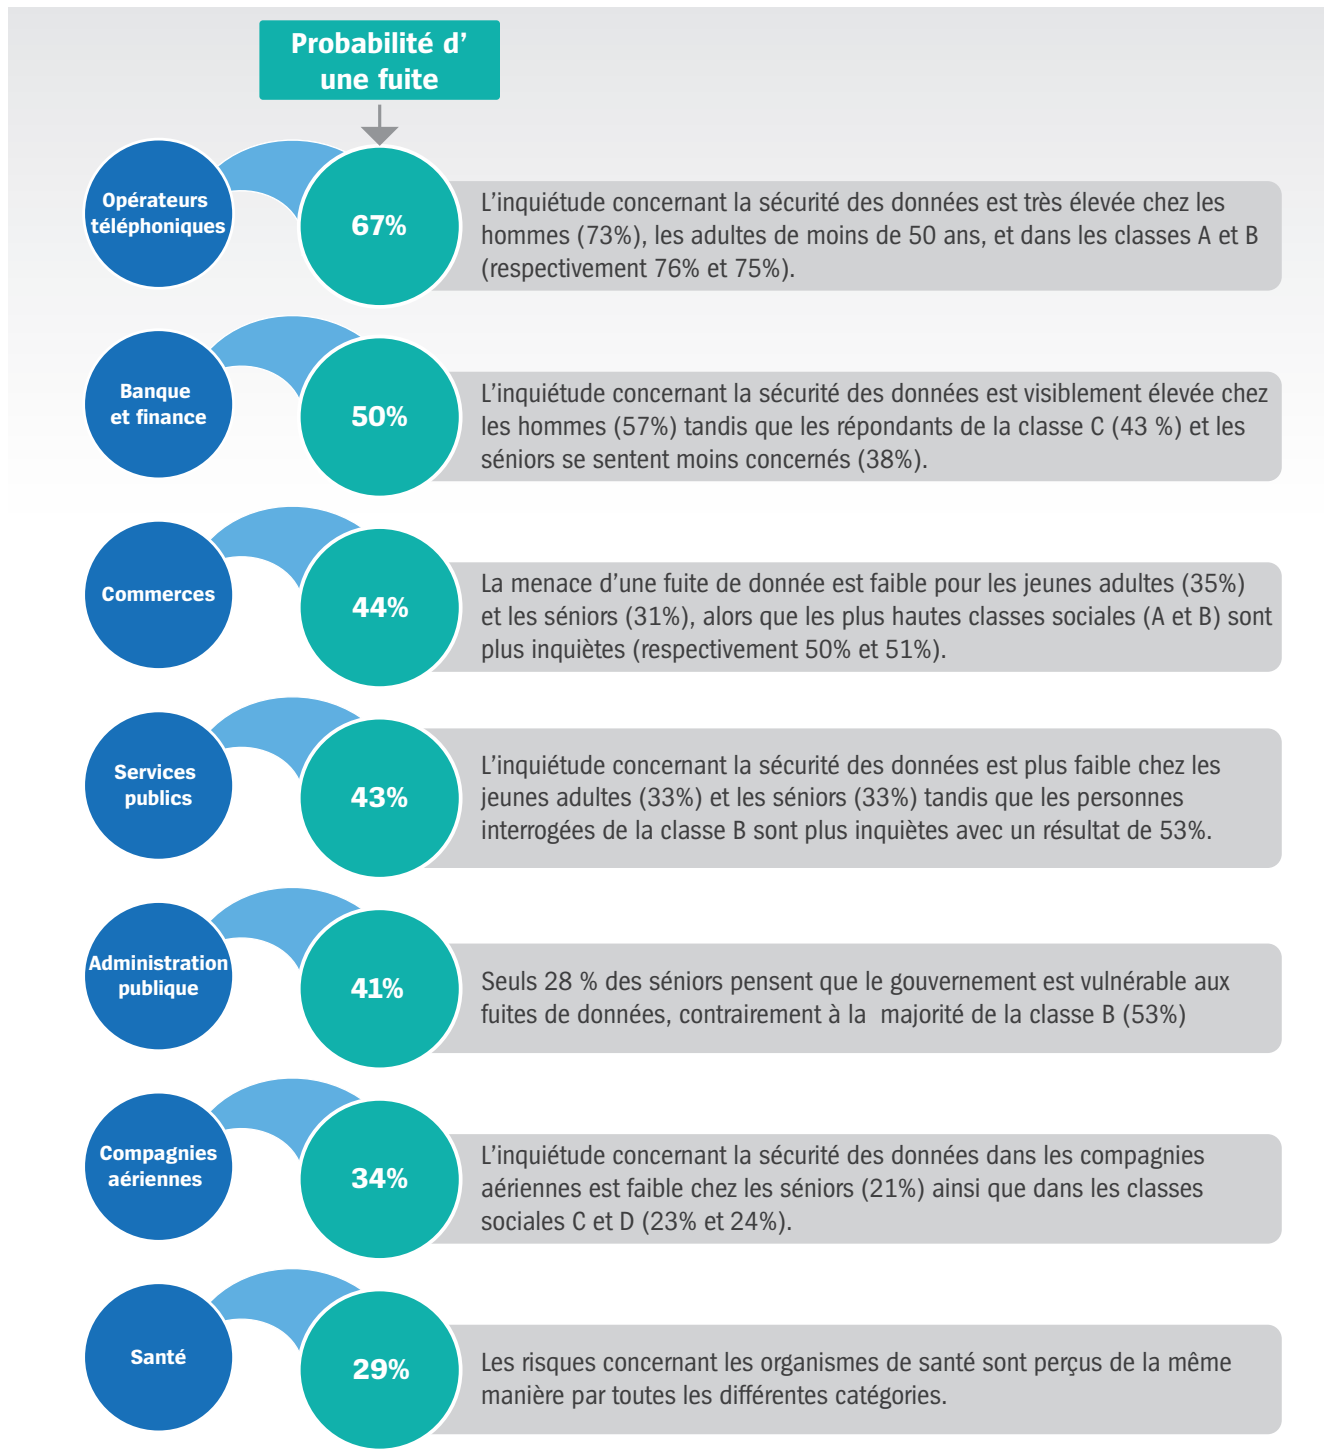 Probabilité d’
une fuite
Opérateurs
téléphoniques
67%
L’inquiétude concernant la sécurité des données est très élevée chez les
hommes (73%), les adultes de moins de 50 ans, et dans les classes A et B
(respectivement 76% et 75%).
Banque
et finance
50%
L’inquiétude concernant la sécurité des données est visiblement élevée chez
les hommes (57%) tandis que les répondants de la classe C (43 %) et les
séniors se sentent moins concernés (38%).
Commerces
44%
La menace d’une fuite de donnée est faible pour les jeunes adultes (35%)
et les séniors (31%), alors que les plus hautes classes sociales (A et B) sont
plus inquiètes (respectivement 50% et 51%).
Services
publics
43%
L’inquiétude concernant la sécurité des données est plus faible chez les
jeunes adultes (33%) et les séniors (33%) tandis que les personnes
interrogées de la classe B sont plus inquiètes avec un résultat de 53%.
Administration
publique
41%
Seuls 28 % des séniors pensent que le gouvernement est vulnérable aux
fuites de données, contrairement à la  majorité de la classe B (53%)
Compagnies
aériennes
34%
L’inquiétude concernant la sécurité des données dans les compagnies
aériennes est faible chez les séniors (21%) ainsi que dans les classes
sociales C et D (23% et 24%).
Santé
29%
Les risques concernant les organismes de santé sont perçus de la même
manière par toutes les différentes catégories.